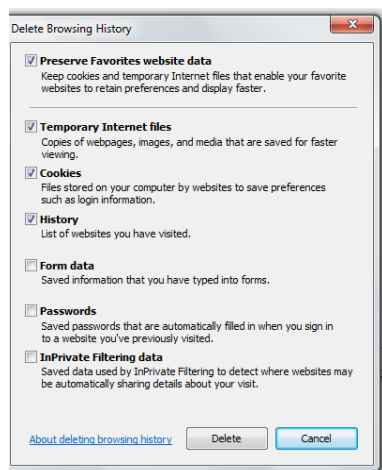 Delete Browsing History
Preserve Favorites website data
Keep cookies and temporary Internet files that enable your favorite
websites to retain preferences and display faster.
Temporary Internet files
Copies of webpages, images, and media that are saved for faster
viewing.
Cookies
Files stored on your computer by websites to save preferences
such as login information.
History
List of websites you have visited.
Form data
Saved information that you have typed into forms.
Passwords
Saved passwords that are automatically filled in when you sign in
to a website you've previously visited.
InPrivate Filtering data
Saved data used by InPrivate Filtering to detect where websites may
be automatically sharing details about your visit.
About deleting browsing history Delete Cancel